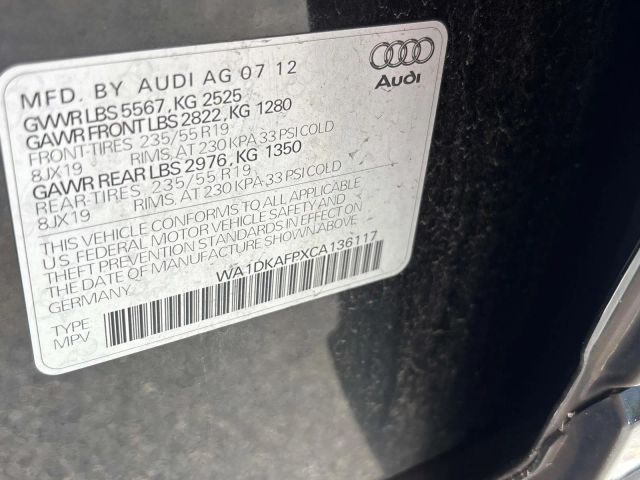 MFD. BY AUDI AG 07 12
Audi
GVWR LBS 5567, KG 2525
GAWR FRONT LBS 2822, KG 1280
FRONT-TIRES 235/55 R19
8JX19 RIMS, AT 230 KPA 33 PSI COLD
GAWR REAR LBS 2976, KG 1350
REAR-TIRES 235/55 R19
8JX19 RIMS, AT 230 KPA 33 PSI COLD
THIS VEHICLE CONFORMS TO ALL APPLICABLE
U.S. FEDERAL MOTOR VEHICLE SAFETY AND
THEFT PREVENTION STANDARDS IN EFFECT ON
THE DATE OF MANUFACTURE SHOWN ABOVE
GERMANY WA1DKAFPXCA136117
TYPE
MPV